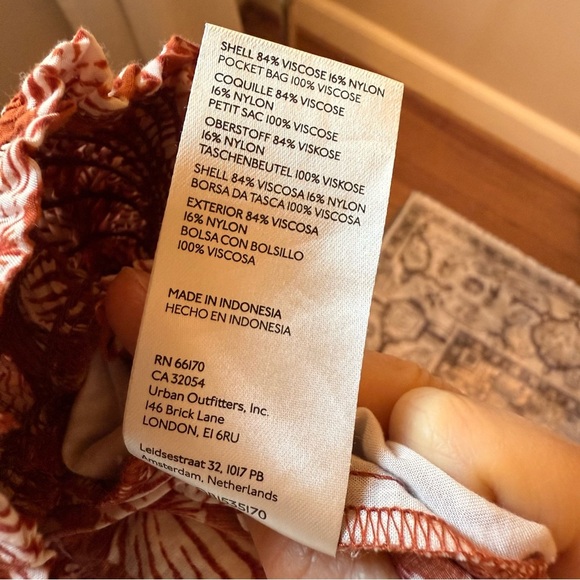 SHELL 84% VISCOSE 16% NYLON
POCKET BAG 100% VISCOSE
COQUILLE 84% VISCOSE
16% NYLON
PETIT SAC 100% VISCOSE
OBERSTOFF 84% VISKOSE
16% NYLON
TASCHENBEUTEL 100% VISKOSE
SHELL 84% VISCOSA 16% NYLON
BORSA DA TASCA 100% VISCOSA
EXTERIOR 84% VISCOSA
16% NYLON
BOLSA CON BOLSILLO
100% VISCOSA
MADE IN INDONESIA
HECHO EN INDONESIA
RN 66170
CA 32054
Urban Outfitters, Inc.
146 Brick Lane
LONDON, E1 6RU
Leidsestraat 32, 1017 PB
Amsterdam, Netherlands